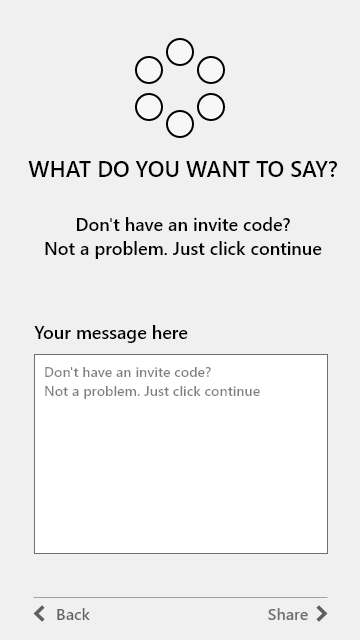 WHAT DO YOU WANT TO SAY?
Don't have an invite code?
Not a problem. Just click continue
Your message here
Don't have an invite code?
Not a problem. Just click continue
Back
Share